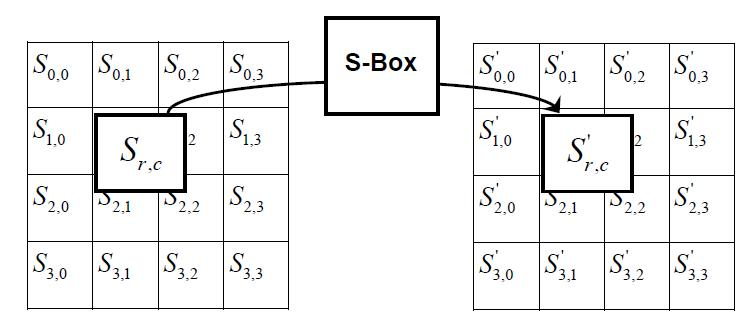 S-Box
S0,0 S0,1 S0,2 S0,3
S1,0 Sr,c 2 S1,3
S2,0 S2,1 S2,2 S2,3
S3,0 S3,1 S3,2 S3,3
S'0,0 S'0,1 S'0,2 S'0,3
S'1,0 S'r,c 2 S'1,3
S'2,0 S2,1 S2,2 S'2,3
S'3,0 S'3,1 S'3,2 S'3,3